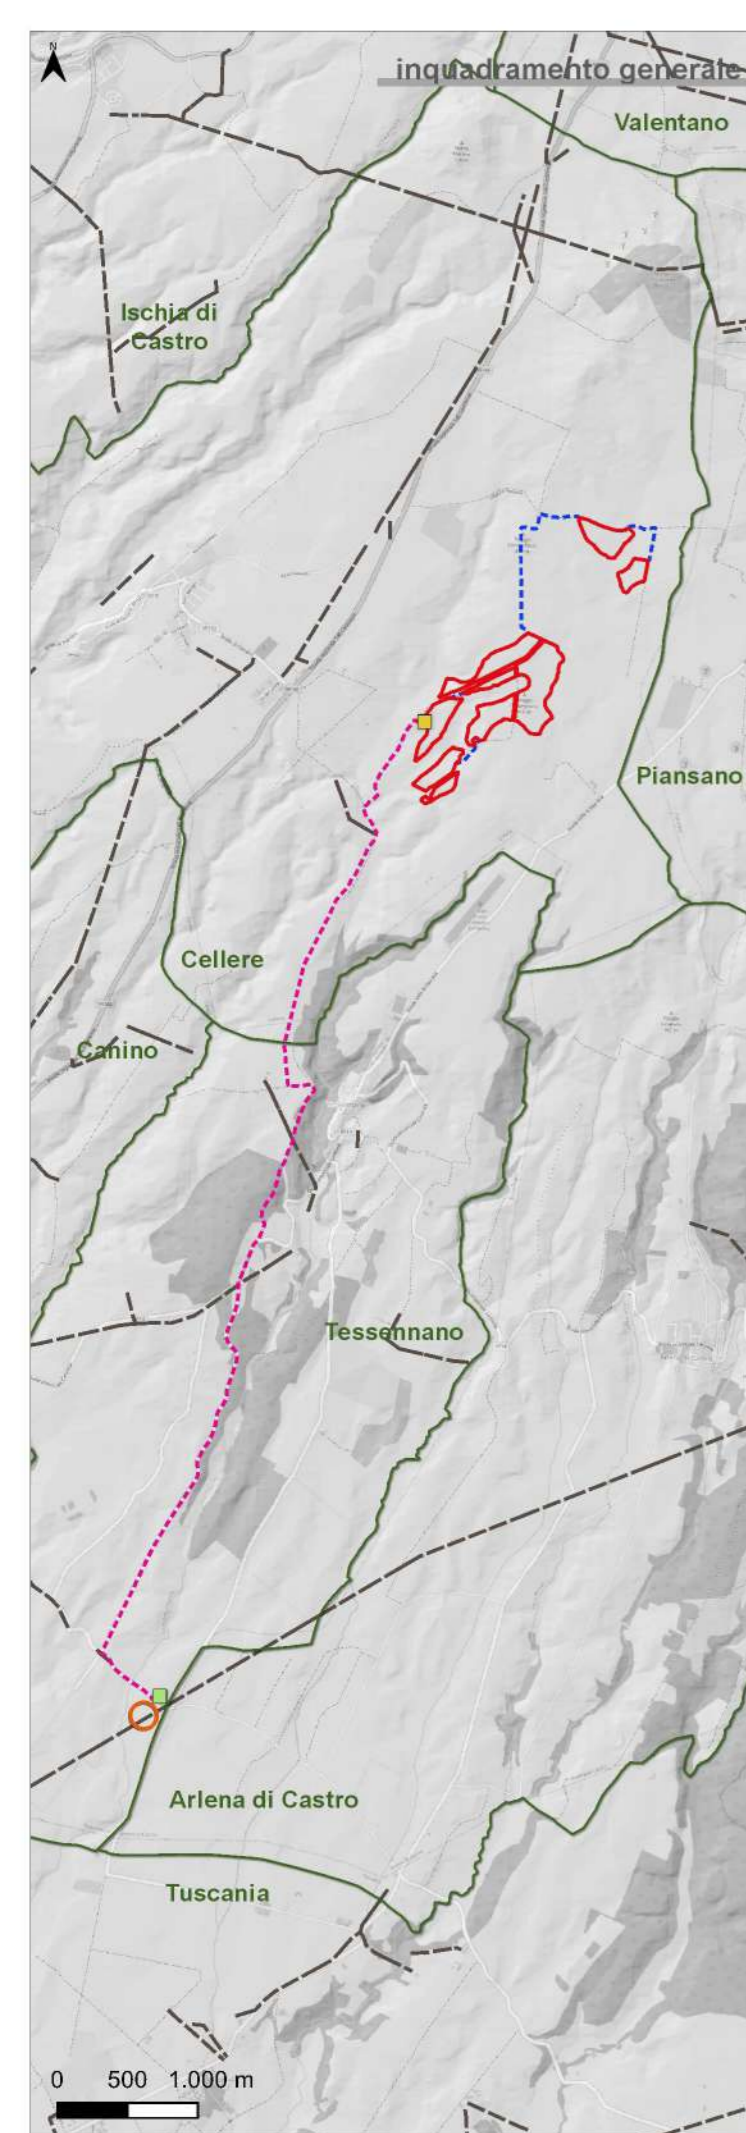 N
inquadramento generale
Valentano
Ischia di
Castro
Piansano
Cellere
Canino
Tessennano
Arlena di Castro
Tuscania
0 500 1.000 m